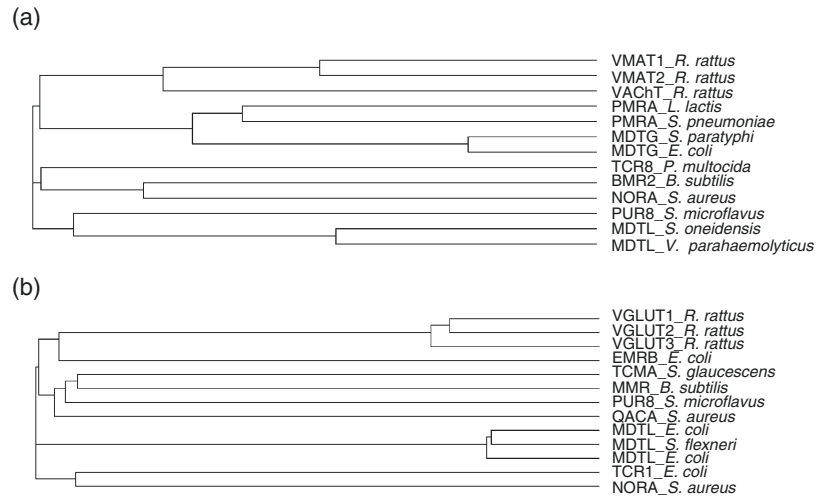 (a)
VMAT1_R. rattus
VMAT2_R. rattus
VAChT_R. rattus
PMRA_L. lactis
PMRA_S. pneumoniae
MDTG_S. paratyphi
MDTG_E. coli
TCR8_P. multocida
BMR2_B. subtilis
NORA_S. aureus
PUR8_S. microflavus
MDTL_S. oneidensis
MDTL_V. parahaemolyticus
(b)
VGLUT1_R. rattus
VGLUT2_R. rattus
VGLUT3_R. rattus
EMRB_E. coli
TCMA_S. glaucescens
MMR_B. subtilis
PUR8_S. microflavus
QACA_S. aureus
MDTL_E. coli
MDTL_S. flexneri
MDTL_E. coli
TCR1_E. coli
NORA_S. aureus